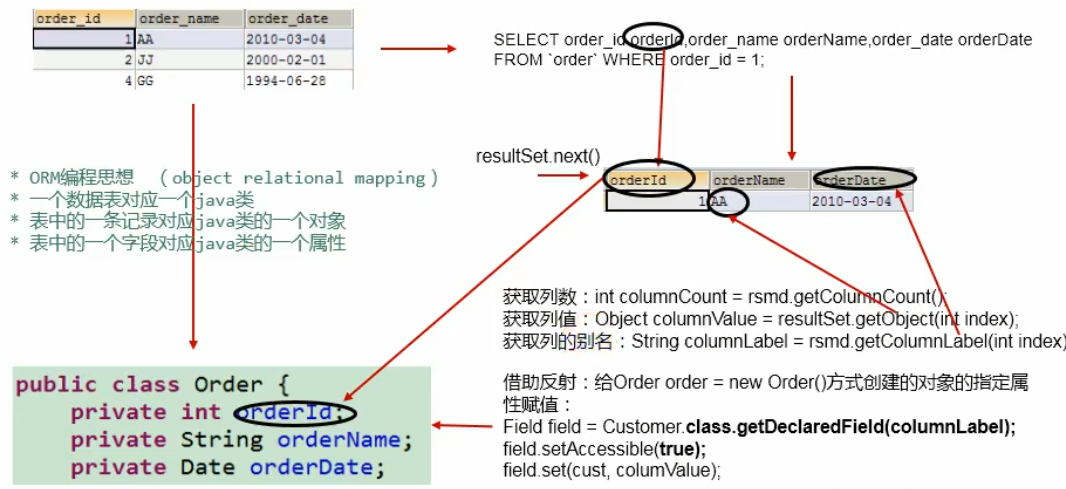 order_id order_name order_date
1 AA 2010-03-04
2 JJ 2000-02-01
4 GG 1994-06-28
SELECT order_id orderId,order_name orderName,order_date orderDate
FROM `order` WHERE order_id = 1;
resultSet.next()
orderId orderName orderDate
1 AA 2010-03-04
* ORM编程思想 （object relational mapping）
* 一个数据表对应一个java类
* 表中的一条记录对应java类的一个对象
* 表中的一个字段对应java类的一个属性
获取列数：int columnCount = rsmd.getColumnCount();
获取列值：Object columnValue = resultSet.getObject(int index);
获取列的别名：String columnLabel = rsmd.getColumnLabel(int index)
借助反射：给Order order = new Order()方式创建的对象的指定属
性赋值：
Field field = Customer.class.getDeclaredField(columnLabel);
field.setAccessible(true);
field.set(cust, columValue);
public class Order {
private int orderId;
private String orderName;
private Date orderDate;